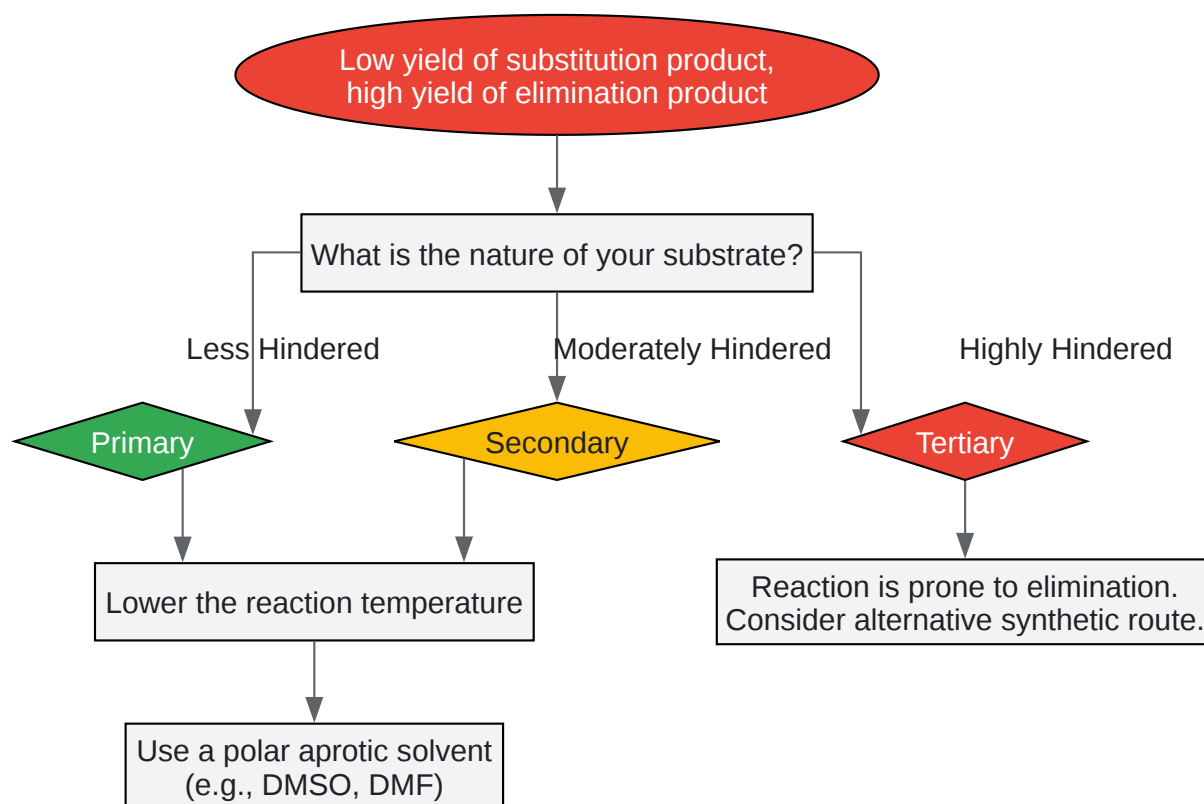 Low yield of substitution product,
high yield of elimination product
What is the nature of your substrate?
Less Hindered
Moderately Hindered
Highly Hindered
Primary
Secondary
Tertiary
Lower the reaction temperature
Reaction is prone to elimination.
Consider alternative synthetic route.
Use a polar aprotic solvent
(e.g., DMSO, DMF)